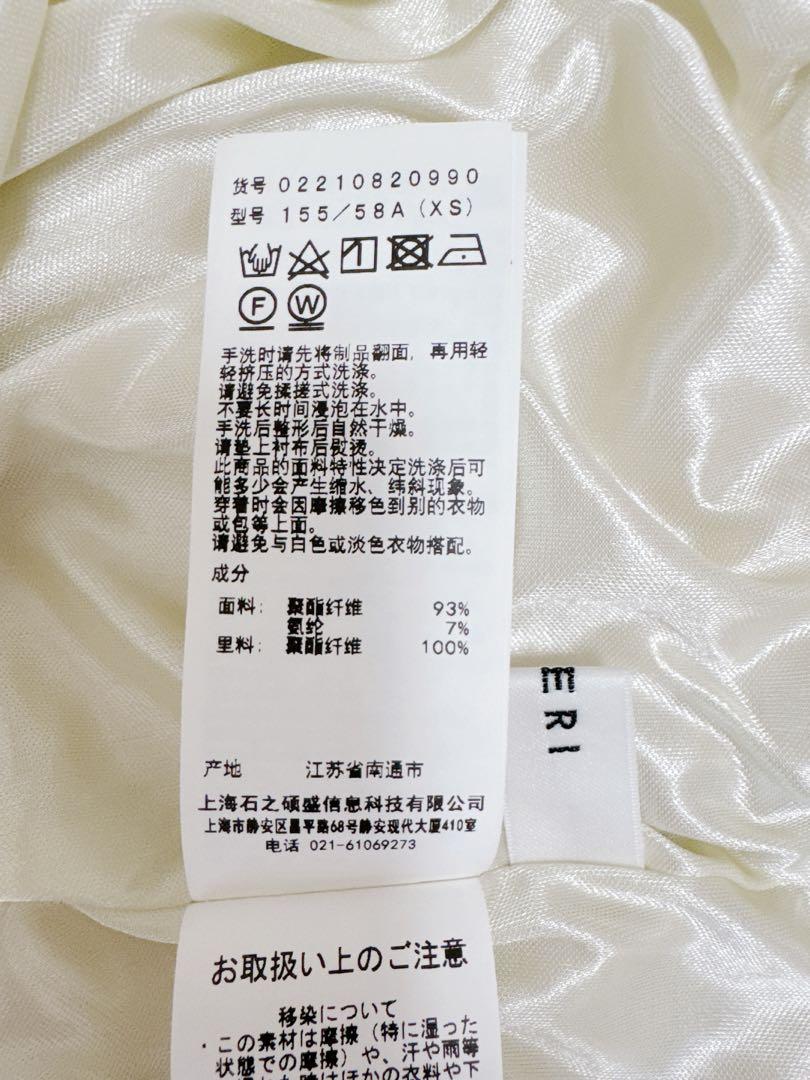 货号 02210820990
型号 155/58A (XS)
F W
手洗时请先将制品翻面，再用轻
轻挤压的方式洗涤。
请避免揉搓式洗涤。
不要长时间浸泡在水中。
手洗后整形后自然干燥。
请垫上衬布后熨烫。
此商品的面料特性决定洗涤后可
能多少会产生缩水、纬斜现象。
穿着时会因摩擦移色到别的衣物
或包等上面。
请避免与白色或淡色衣物搭配。
成分
面料: 聚酯纤维 93%
氨纶 7%
里料: 聚酯纤维 100%
产地 江苏省南通市
上海石之硕盛信息科技有限公司
上海市静安区昌平路68号静安现代大厦410室
电话 021-61069273
ERI
お取扱い上のご注意
移染について
・この素材は摩擦（特に湿った
状態での摩擦）や、汗や雨等